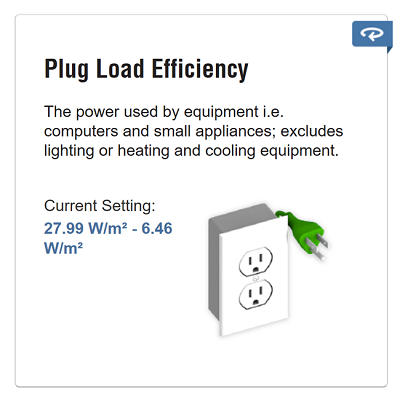 Plug Load Efficiency
The power used by equipment i.e.
computers and small appliances; excludes
lighting or heating and cooling equipment.
Current Setting:
27.99 W/m² - 6.46
W/m²